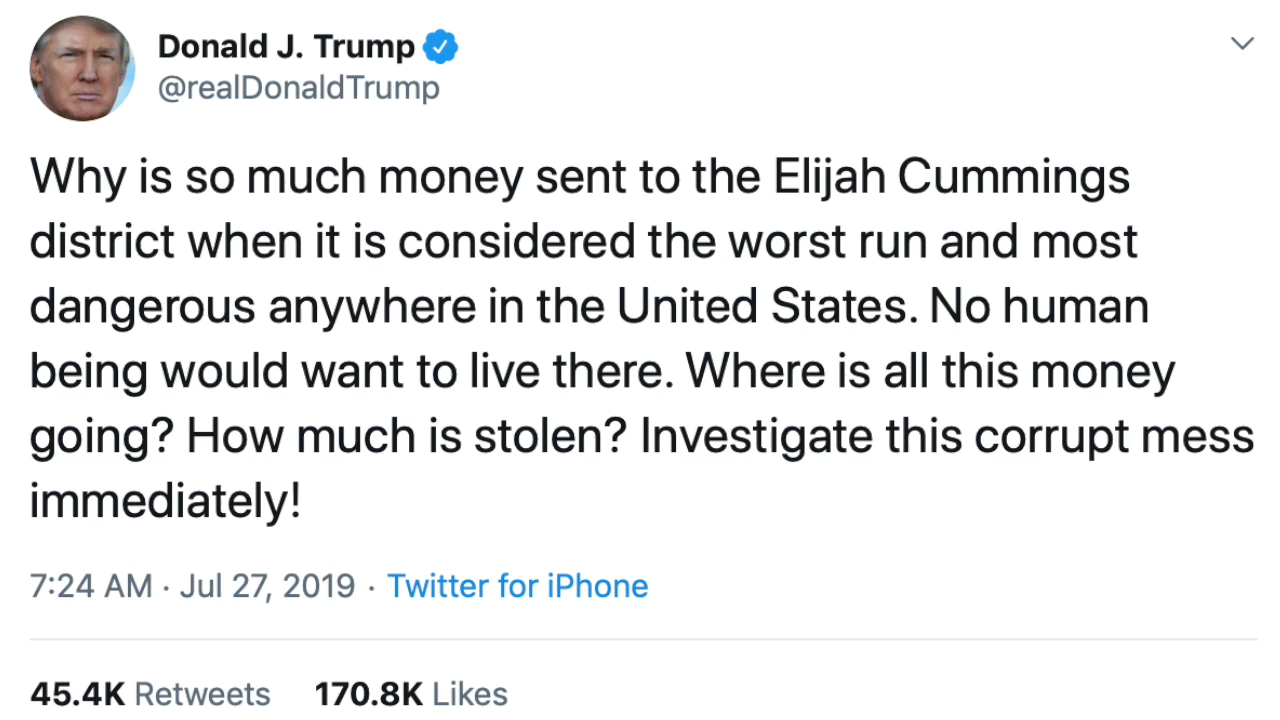 Donald J. Trump
@realDonaldTrump
Why is so much money sent to the Elijah Cummings
district when it is considered the worst run and most
dangerous anywhere in the United States. No human
being would want to live there. Where is all this money
going? How much is stolen? Investigate this corrupt mess
immediately!
7:24 AM · Jul 27, 2019 · Twitter for iPhone
45.4K Retweets 170.8K Likes